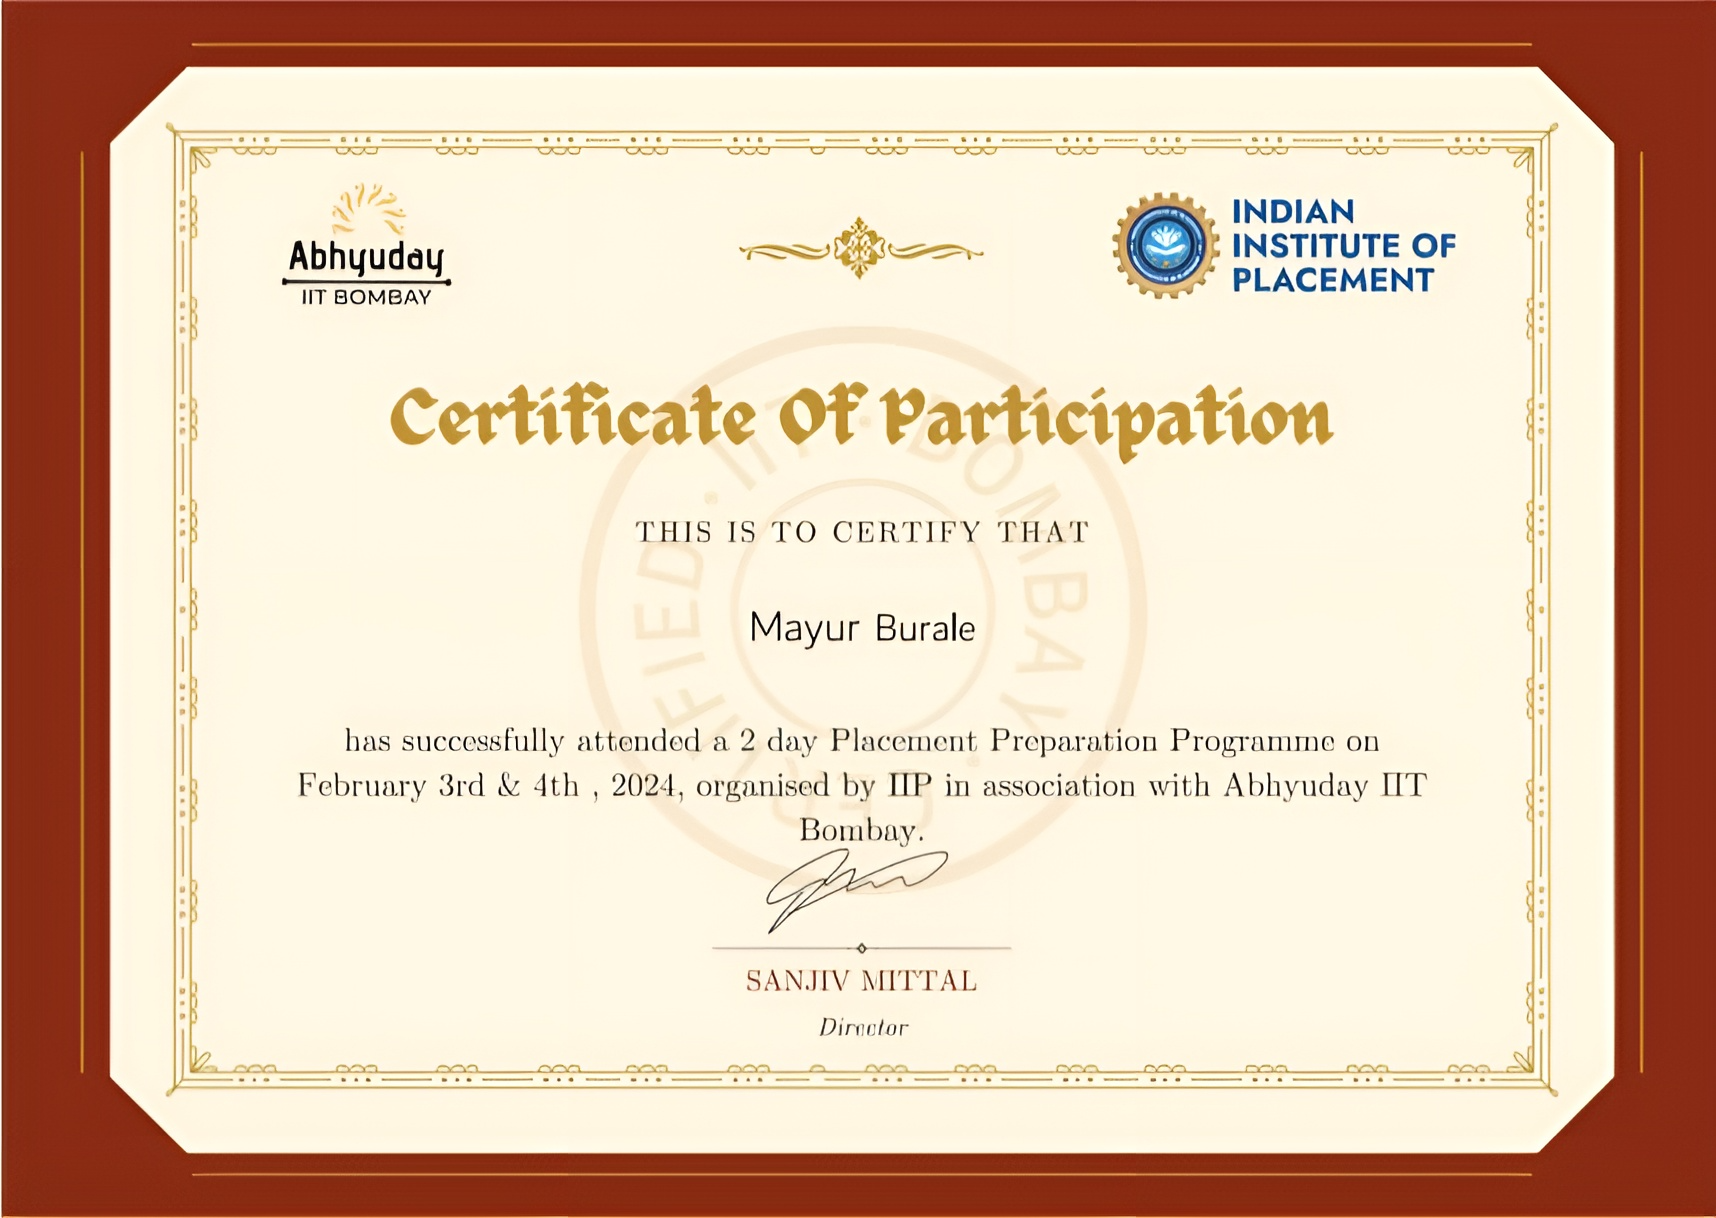 Abhyuday
IIT BOMBAY
INDIAN
INSTITUTE OF
PLACEMENT
Certificate Of Participation
THIS IS TO CERTIFY THAT
Mayur Burale
has successfully attended a 2 day Placement Preparation Programme on
February 3rd & 4th , 2024, organised by IIP in association with Abhyuday IIT
Bombay.
SANJIV MITTAL
Director
CERTIFIED · IIT · BOMBAY ·